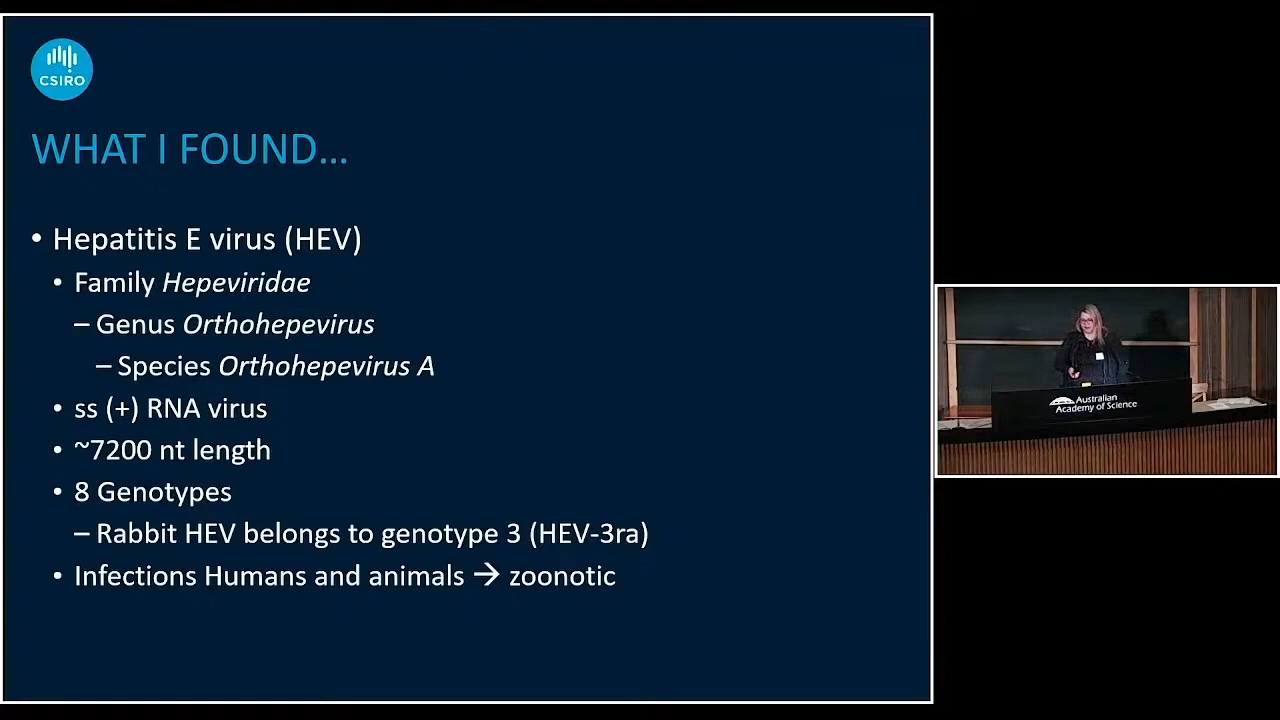 CSIRO
WHAT I FOUND...
• Hepatitis E virus (HEV)
• Family Hepeviridae
– Genus Orthohepevirus
– Species Orthohepevirus A
• ss (+) RNA virus
• ~7200 nt length
• 8 Genotypes
– Rabbit HEV belongs to genotype 3 (HEV-3ra)
• Infections Humans and animals → zoonotic
Australian
Academy of Science